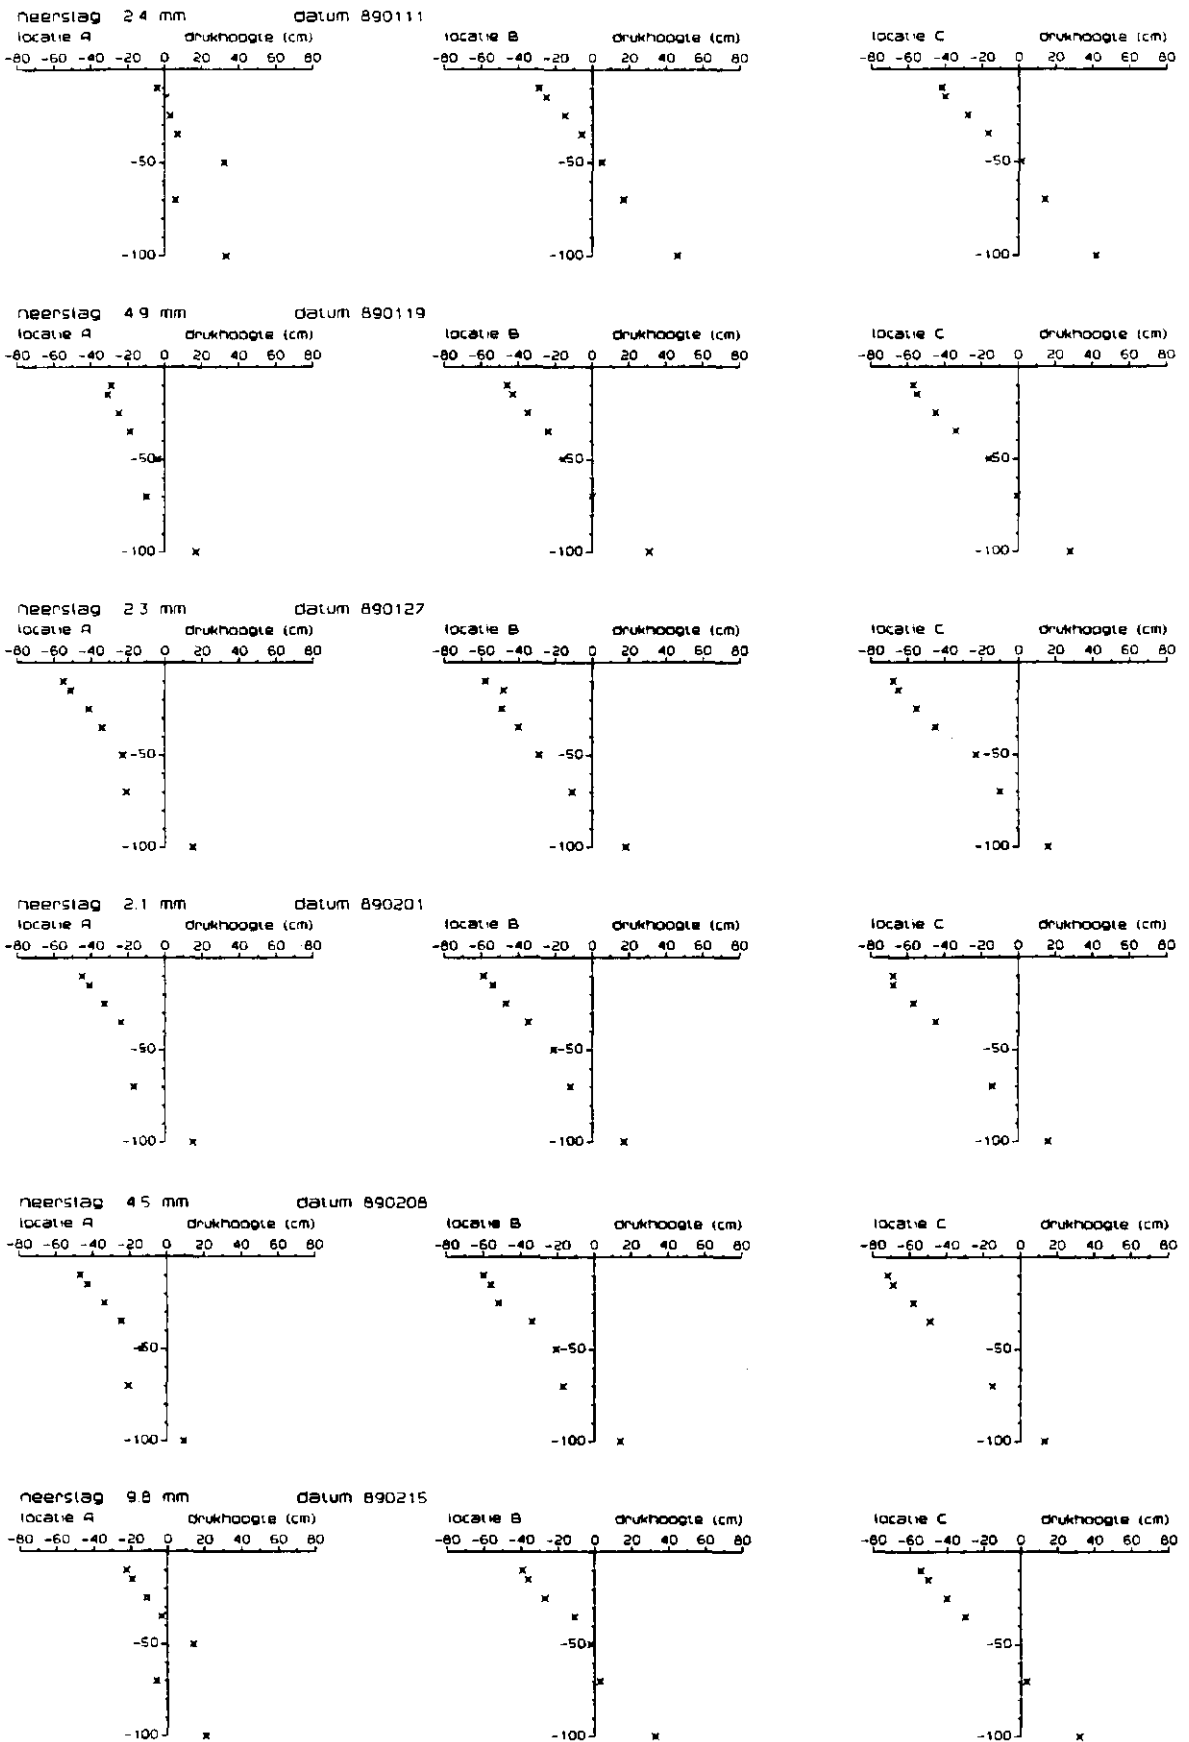 neerslag 2.4 mm datum 890111
locatie A drukhoogte (cm) locatie B drukhoogte (cm) locatie C drukhoogte (cm)
-80 -60 -40 -20 0 20 40 60 80 -80 -60 -40 -20 0 20 40 60 80 -80 -60 -40 -20 0 20 40 60 80
-50 -50 -50
-100 -100 -100
neerslag 4.9 mm datum 890119
locatie A drukhoogte (cm) locatie B drukhoogte (cm) locatie C drukhoogte (cm)
-80 -60 -40 -20 0 20 40 60 80 -80 -60 -40 -20 0 20 40 60 80 -80 -60 -40 -20 0 20 40 60 80
-50 -50 -50
-100 -100 -100
neerslag 2.3 mm datum 890127
locatie A drukhoogte (cm) locatie B drukhoogte (cm) locatie C drukhoogte (cm)
-80 -60 -40 -20 0 20 40 60 80 -80 -60 -40 -20 0 20 40 60 80 -80 -60 -40 -20 0 20 40 60 80
-50 -50 -50
-100 -100 -100
neerslag 2.1 mm datum 890201
locatie A drukhoogte (cm) locatie B drukhoogte (cm) locatie C drukhoogte (cm)
-80 -60 -40 -20 0 20 40 60 80 -80 -60 -40 -20 0 20 40 60 80 -80 -60 -40 -20 0 20 40 60 80
-50 -50 -50
-100 -100 -100
neerslag 4.5 mm datum 890208
locatie A drukhoogte (cm) locatie B drukhoogte (cm) locatie C drukhoogte (cm)
-80 -60 -40 -20 0 20 40 60 80 -80 -60 -40 -20 0 20 40 60 80 -80 -60 -40 -20 0 20 40 60 80
-50 -50 -50
-100 -100 -100
neerslag 9.8 mm datum 890215
locatie A drukhoogte (cm) locatie B drukhoogte (cm) locatie C drukhoogte (cm)
-80 -60 -40 -20 0 20 40 60 80 -80 -60 -40 -20 0 20 40 60 80 -80 -60 -40 -20 0 20 40 60 80
-50 -50 -50
-100 -100 -100